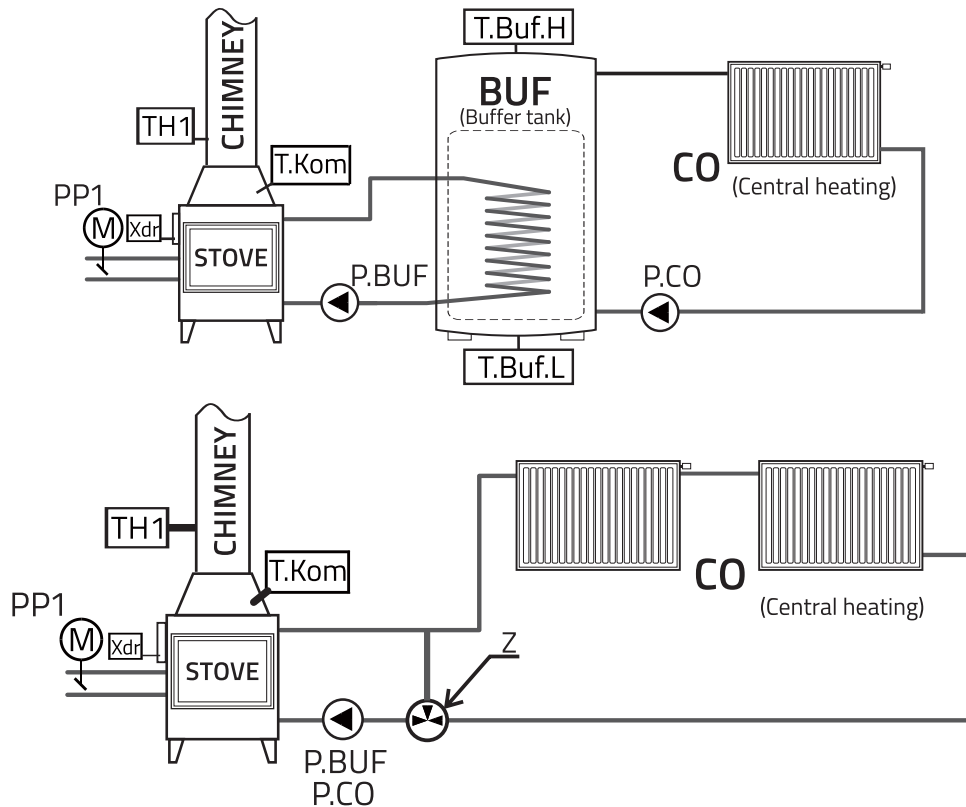 T.Buf.H
CHIMNEY
BUF
(Buffer tank)
TH1
T.Kom
CO
(Central heating)
PP1
M
Xdr
STOVE
P.BUF
P.CO
T.Buf.L
CHIMNEY
TH1
T.Kom
CO
(Central heating)
PP1
M
Xdr
STOVE
Z
P.BUF
P.CO